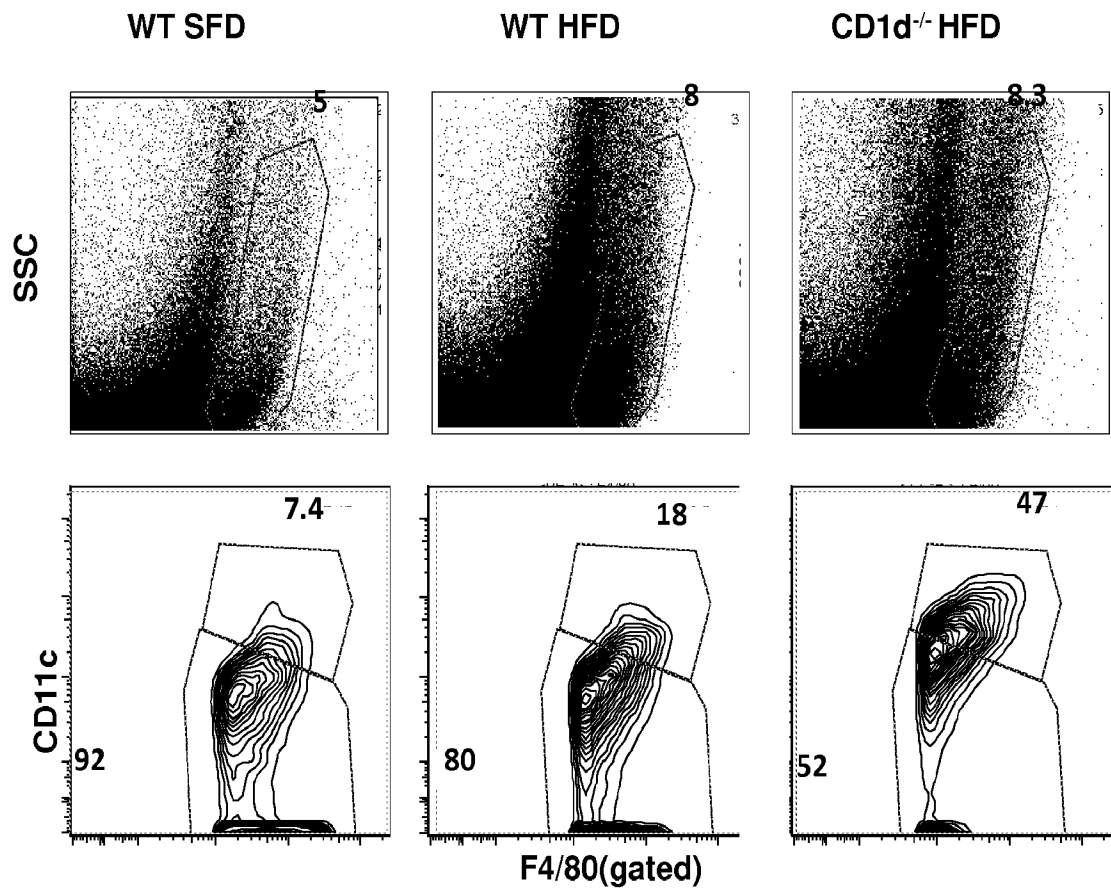 WT SFD
WT HFD
CD1d-/- HFD
5
8
8.3
SSC
7.4
18
47
CD11c
92
80
52
F4/80(gated)